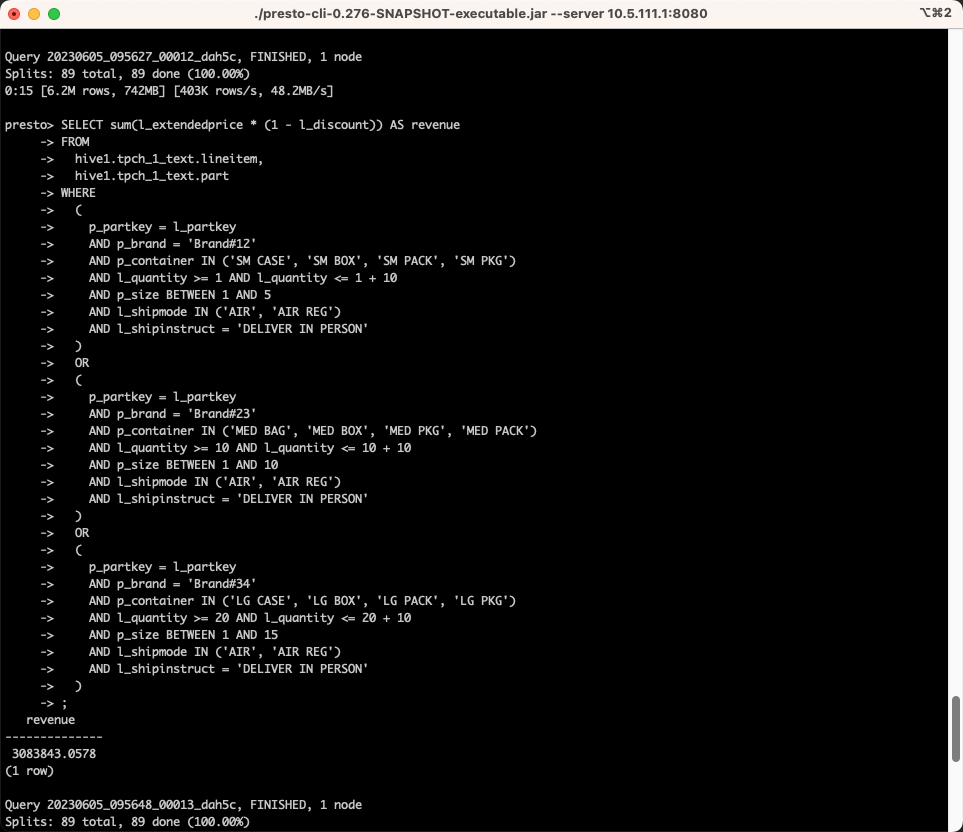 ./presto-cli-0.276-SNAPSHOT-executable.jar --server 10.5.111.1:8080
⌥⌘2
Query 20230605_095627_00012_dah5c, FINISHED, 1 node
Splits: 89 total, 89 done (100.00%)
0:15 [6.2M rows, 742MB] [403K rows/s, 48.2MB/s]
presto> SELECT sum(l_extendedprice * (1 - l_discount)) AS revenue
-> FROM
->   hive1.tpch_1_text.lineitem,
->   hive1.tpch_1_text.part
-> WHERE
->   (
->     p_partkey = l_partkey
->     AND p_brand = 'Brand#12'
->     AND p_container IN ('SM CASE', 'SM BOX', 'SM PACK', 'SM PKG')
->     AND l_quantity >= 1 AND l_quantity <= 1 + 10
->     AND p_size BETWEEN 1 AND 5
->     AND l_shipmode IN ('AIR', 'AIR REG')
->     AND l_shipinstruct = 'DELIVER IN PERSON'
->   )
->   OR
->   (
->     p_partkey = l_partkey
->     AND p_brand = 'Brand#23'
->     AND p_container IN ('MED BAG', 'MED BOX', 'MED PKG', 'MED PACK')
->     AND l_quantity >= 10 AND l_quantity <= 10 + 10
->     AND p_size BETWEEN 1 AND 10
->     AND l_shipmode IN ('AIR', 'AIR REG')
->     AND l_shipinstruct = 'DELIVER IN PERSON'
->   )
->   OR
->   (
->     p_partkey = l_partkey
->     AND p_brand = 'Brand#34'
->     AND p_container IN ('LG CASE', 'LG BOX', 'LG PACK', 'LG PKG')
->     AND l_quantity >= 20 AND l_quantity <= 20 + 10
->     AND p_size BETWEEN 1 AND 15
->     AND l_shipmode IN ('AIR', 'AIR REG')
->     AND l_shipinstruct = 'DELIVER IN PERSON'
->   )
-> ;
revenue
--------------
3083843.0578
(1 row)
Query 20230605_095648_00013_dah5c, FINISHED, 1 node
Splits: 89 total, 89 done (100.00%)